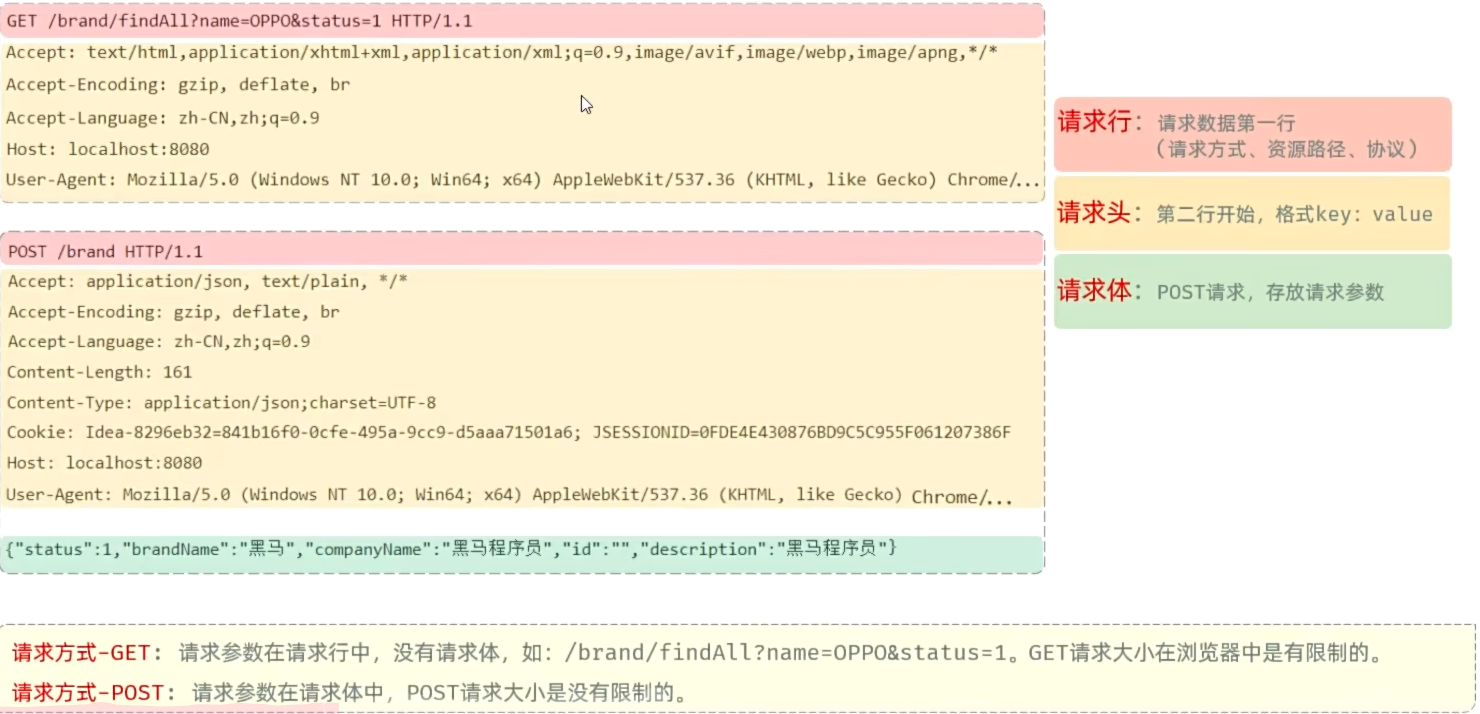 GET /brand/findAll?name=OPPO&status=1 HTTP/1.1
Accept: text/html,application/xhtml+xml,application/xml;q=0.9,image/avif,image/webp,image/apng,*/*
Accept-Encoding: gzip, deflate, br
Accept-Language: zh-CN,zh;q=0.9
Host: localhost:8080
User-Agent: Mozilla/5.0 (Windows NT 10.0; Win64; x64) AppleWebKit/537.36 (KHTML, like Gecko) Chrome/...
请求行：请求数据第一行
（请求方式、资源路径、协议）
请求头：第二行开始，格式key：value
请求体：POST请求，存放请求参数
POST /brand HTTP/1.1
Accept: application/json, text/plain, */*
Accept-Encoding: gzip, deflate, br
Accept-Language: zh-CN,zh;q=0.9
Content-Length: 161
Content-Type: application/json;charset=UTF-8
Cookie: Idea-8296eb32=841b16f0-0cfe-495a-9cc9-d5aaa71501a6; JSESSIONID=0FDE4E430876BD9C5C955F061207386F
Host: localhost:8080
User-Agent: Mozilla/5.0 (Windows NT 10.0; Win64; x64) AppleWebKit/537.36 (KHTML, like Gecko) Chrome/...
{"status":1,"brandName":"黑马","companyName":"黑马程序员","id":"","description":"黑马程序员"}
请求方式-GET：请求参数在请求行中，没有请求体，如：/brand/findAll?name=OPPO&status=1。GET请求大小在浏览器中是有限制的。
请求方式-POST：请求参数在请求体中，POST请求大小是没有限制的。